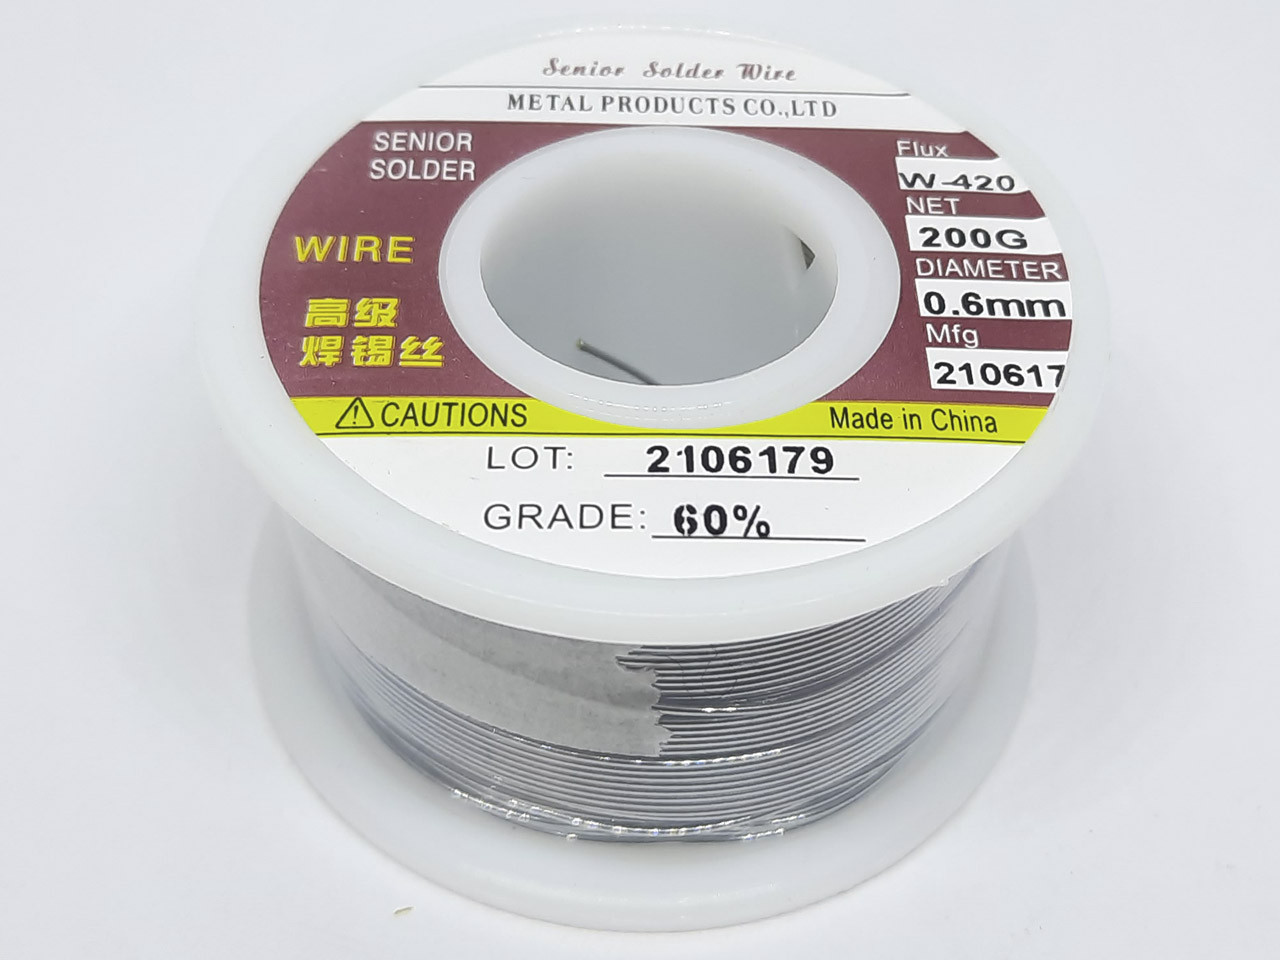 Senior Solder Wire
METAL PRODUCTS CO.,LTD
SENIOR
SOLDER
WIRE
高级
焊锡丝
Flux
W-420
NET
200G
DIAMETER
0.6mm
Mfg
210617
⚠ CAUTIONS
Made in China
LOT: 2106179
GRADE: 60%